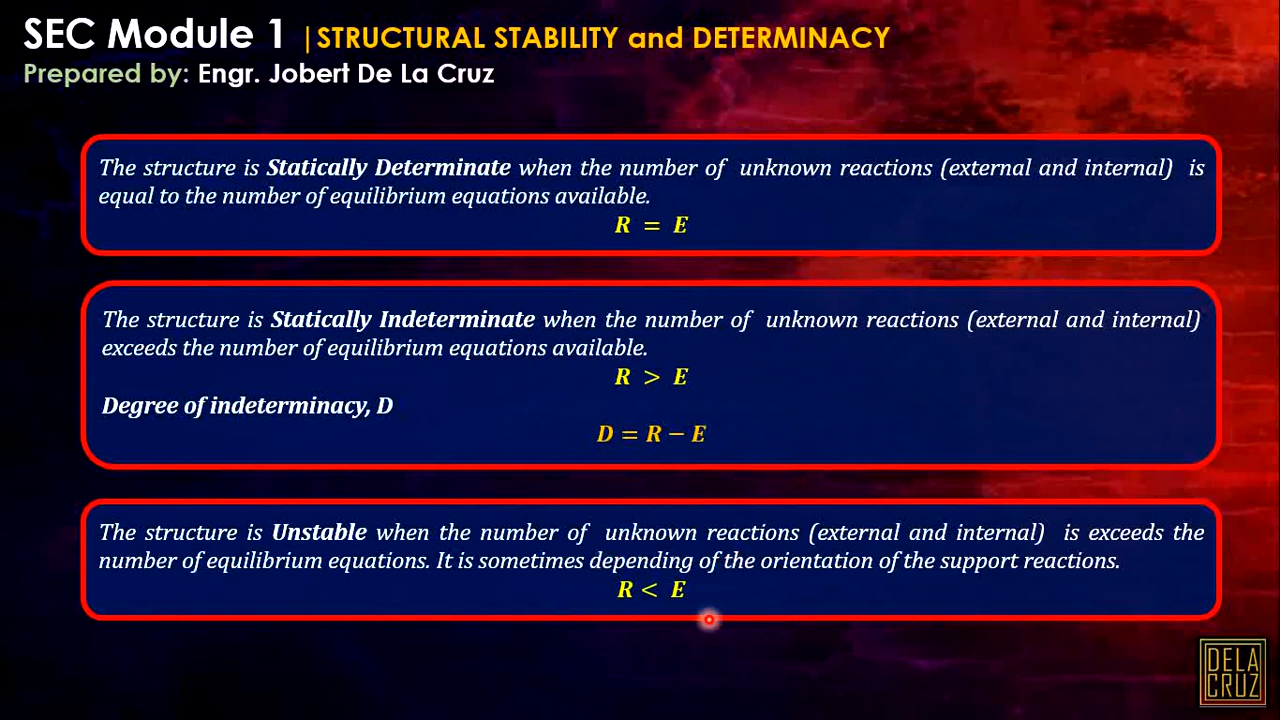 SEC Module 1 |STRUCTURAL STABILITY and DETERMINACY
Prepared by: Engr. Jobert De La Cruz
The structure is Statically Determinate when the number of unknown reactions (external and internal) is
equal to the number of equilibrium equations available.
R = E
The structure is Statically Indeterminate when the number of unknown reactions (external and internal)
exceeds the number of equilibrium equations available.
R > E
Degree of indeterminacy, D
D = R − E
The structure is Unstable when the number of unknown reactions (external and internal) is exceeds the
number of equilibrium equations. It is sometimes depending of the orientation of the support reactions.
R < E
DELA
CRUZ